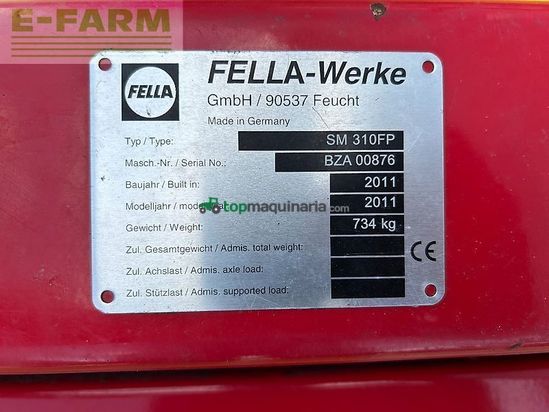 E-FARM
FELLA
FELLA-Werke
GmbH / 90537 Feucht
Made in Germany
Typ / Type: SM 310FP
Masch.-Nr. / Serial No.: BZA 00876
Baujahr / Built in: 2011
Modelljahr / model 2011
topmaquinaria.com
Gewicht / Weight: 734 kg
Zul. Gesamtgewicht / Admis. total weight:
Zul. Achslast / Admis. axle load:
Zul. Stützlast / Admis. supported load:
CE